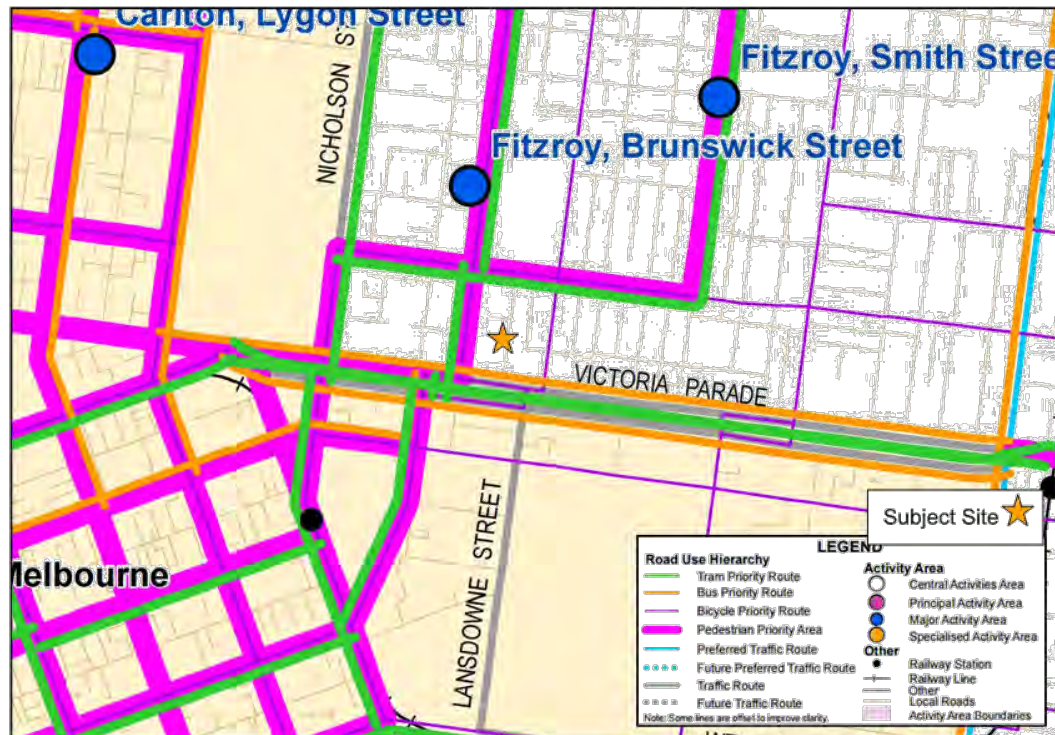 Carlton, Lygon Street
NICHOLSON ST
Fitzroy, Smith Stree
Fitzroy, Brunswick Street
VICTORIA PARADE
LANSDOWNE STREET
Melbourne
Subject Site
LEGEND
Road Use Hierarchy
Tram Priority Route
Bus Priority Route
Bicycle Priority Route
Pedestrian Priority Area
Preferred Traffic Route
Future Preferred Traffic Route
Traffic Route
Future Traffic Route
Note: Some lines are offset to improve clarity.
Activity Area
Central Activities Area
Principal Activity Area
Major Activity Area
Specialised Activity Area
Other
Railway Station
Railway Line
Other
Local Roads
Activity Area Boundaries